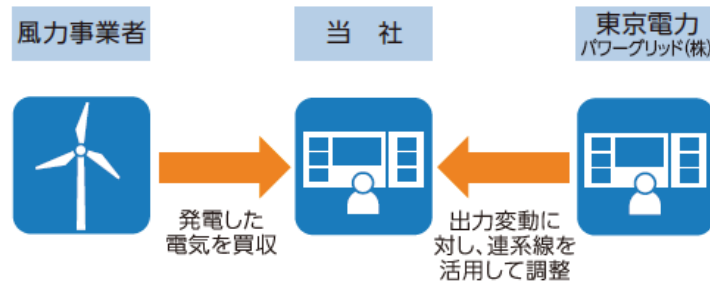 風力事業者
当 社
東京電力
パワーグリッド(株)
発電した
電気を買収
出力変動に
対し、連系線を
活用して調整